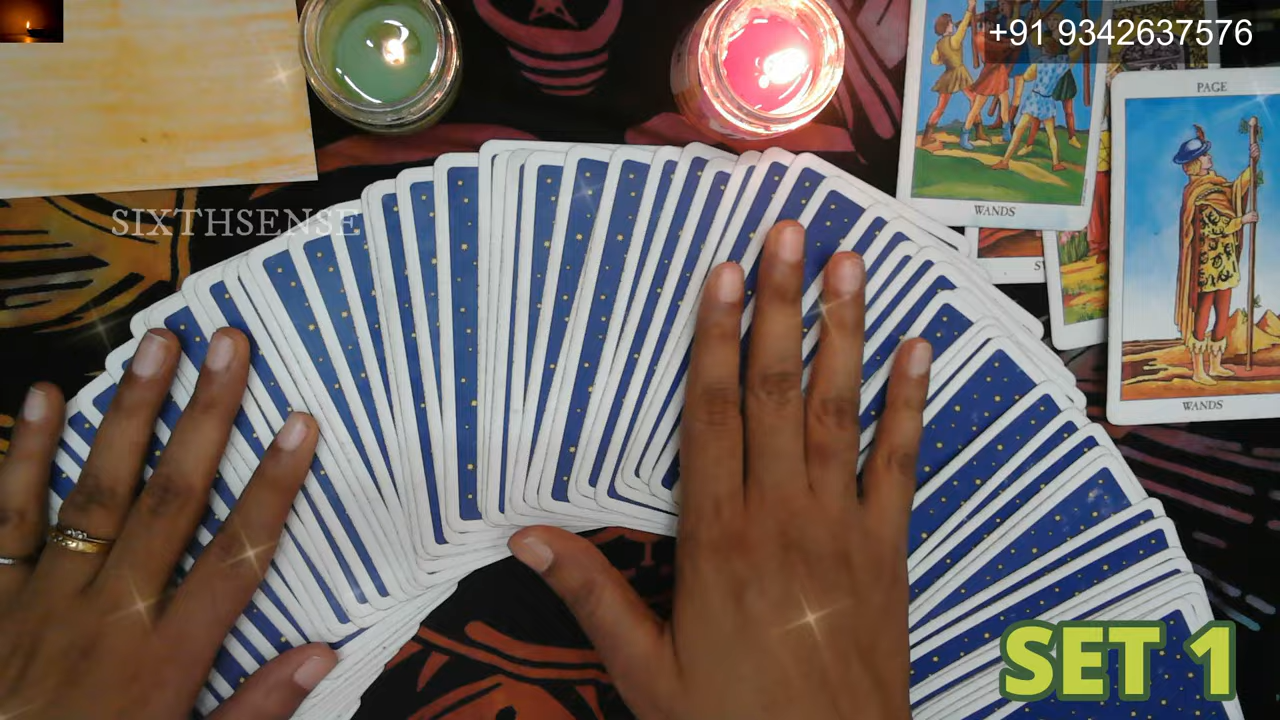 +91 9342637576
SIXTHSENSE
PAGE
WANDS
WANDS
SET 1